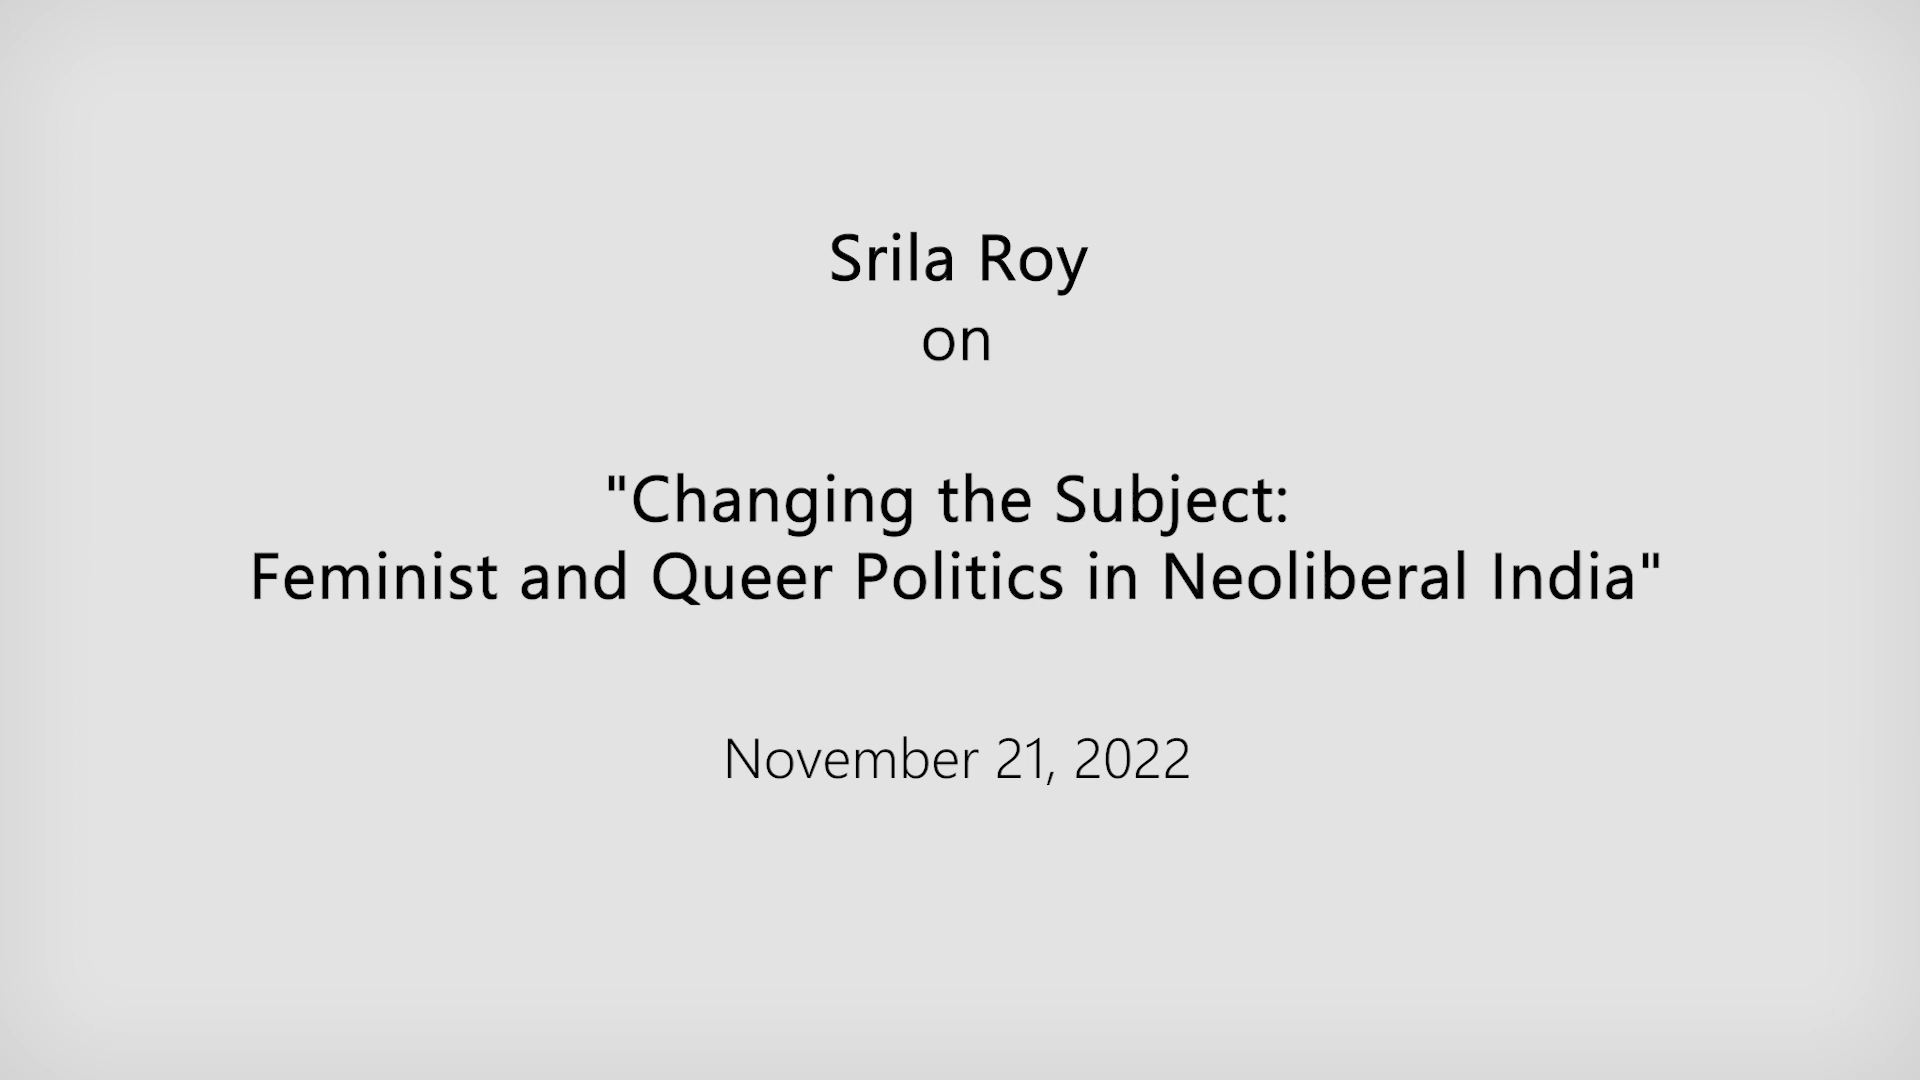 Srila Roy
on
"Changing the Subject:
Feminist and Queer Politics in Neoliberal India"
November 21, 2022